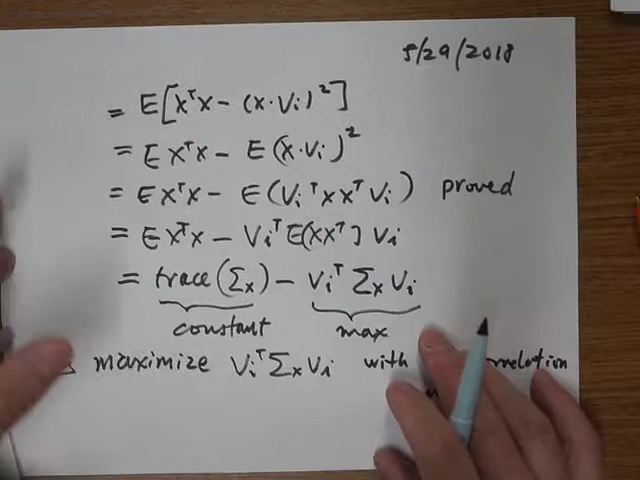 5/29/2018
= E[xᵀx - (x·Vᵢ)²]
= E xᵀx - E(x·Vᵢ)²
= E xᵀx - E(Vᵢᵀ x xᵀ Vᵢ) proved
= E xᵀx - Vᵢᵀ E[x xᵀ] Vᵢ
= trace(Σₓ) - Vᵢᵀ Σₓ Vᵢ
constant max
maximize Vᵢᵀ Σₓ Vᵢ with